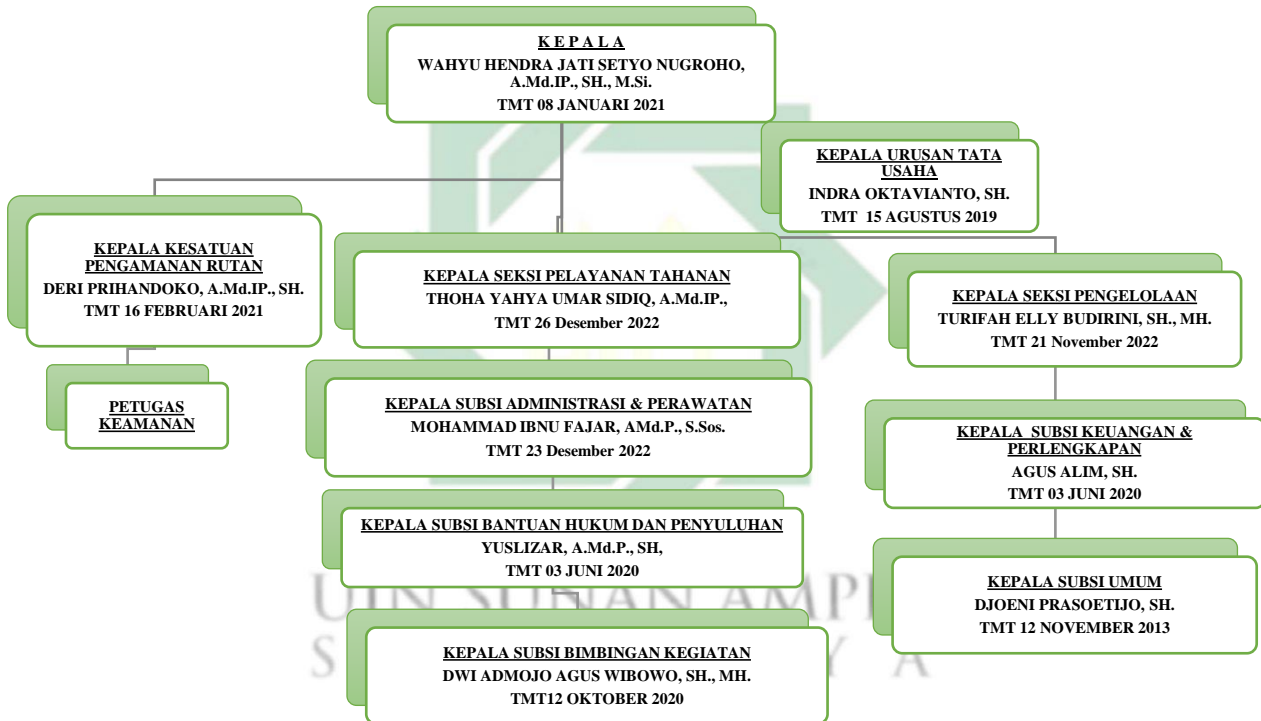 K E P A L A
WAHYU HENDRA JATI SETYO NUGROHO,
A.Md.IP., SH., M.Si.
TMT 08 JANUARI 2021
KEPALA URUSAN TATA
USAHA
INDRA OKTAVIANTO, SH.
TMT 15 AGUSTUS 2019
KEPALA KESATUAN
PENGAMANAN RUTAN
DERI PRIHANDOKO, A.Md.IP., SH.
TMT 16 FEBRUARI 2021
KEPALA SEKSI PELAYANAN TAHANAN
THOHA YAHYA UMAR SIDIQ, A.Md.IP.,
TMT 26 Desember 2022
KEPALA SEKSI PENGELOLAAN
TURIFAH ELLY BUDIRINI, SH., MH.
TMT 21 November 2022
PETUGAS
KEAMANAN
KEPALA SUBSI ADMINISTRASI & PERAWATAN
MOHAMMAD IBNU FAJAR, AMd.P., S.Sos.
TMT 23 Desember 2022
KEPALA SUBSI KEUANGAN &
PERLENGKAPAN
AGUS ALIM, SH.
TMT 03 JUNI 2020
KEPALA SUBSI BANTUAN HUKUM DAN PENYULUHAN
YUSLIZAR, A.Md.P., SH,
TMT 03 JUNI 2020
KEPALA SUBSI UMUM
DJOENI PRASOETIJO, SH.
TMT 12 NOVEMBER 2013
KEPALA SUBSI BIMBINGAN KEGIATAN
DWI ADMOJO AGUS WIBOWO, SH., MH.
TMT12 OKTOBER 2020
UIN SUNAN